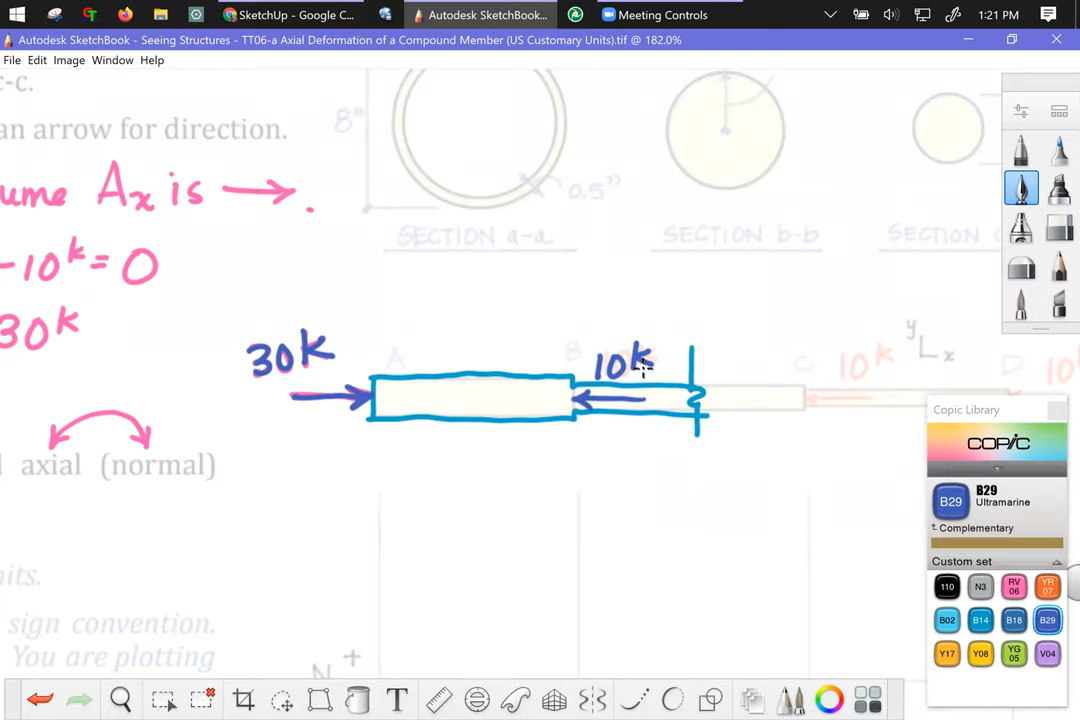 SketchUp - Google C...
Autodesk SketchBook...
Meeting Controls
1:21 PM
Autodesk SketchBook - Seeing Structures - TT06-a Axial Deformation of a Compound Member (US Customary Units).tif @ 182.0%
File Edit Image Window Help
c-c.
an arrow for direction.
ume Ax is →.
-10k = 0
30k
8"
0.5"
SECTION a-a
SECTION b-b
SECTION
30k
A
B
10k
C
10k
D
10
y
x
axial (normal)
nits.
sign convention.
You are plotting
N +
Copic Library
COPIC
B29
B29
Ultramarine
Complementary
Custom set
110 N3 RV 06 YR 07
B02 B14 B18 B29
Y17 Y08 YG 05 V04
T